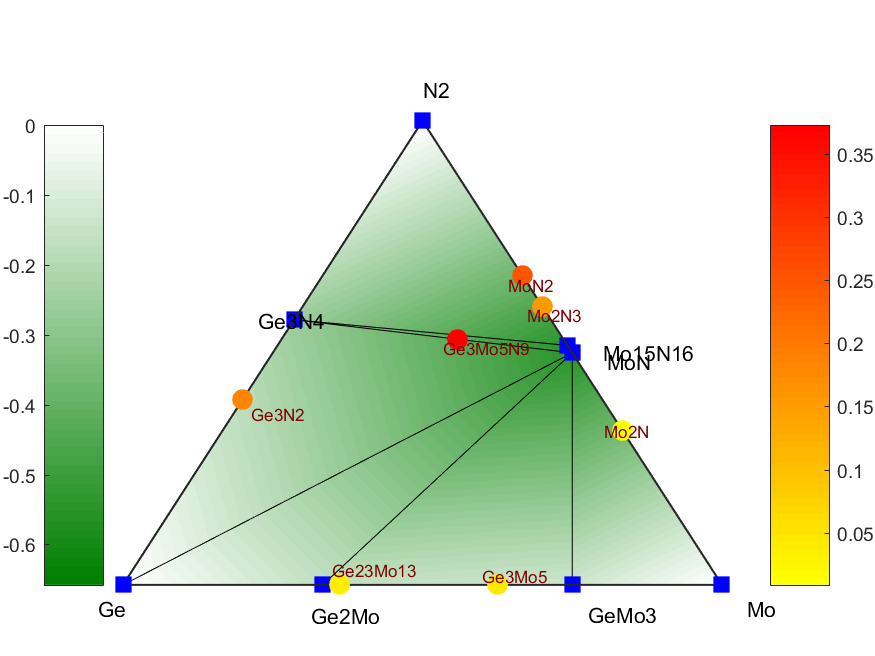 N2
0
-0.1
-0.2
-0.3
-0.4
-0.5
-0.6
0.35
0.3
0.25
0.2
0.15
0.1
0.05
MoN2
Mo2N3
Ge3N4
Ge3Mo5N9
Mo15N16
MoN
Ge3N2
Mo2N
Ge23Mo13
Ge3Mo5
Ge
Ge2Mo
GeMo3
Mo